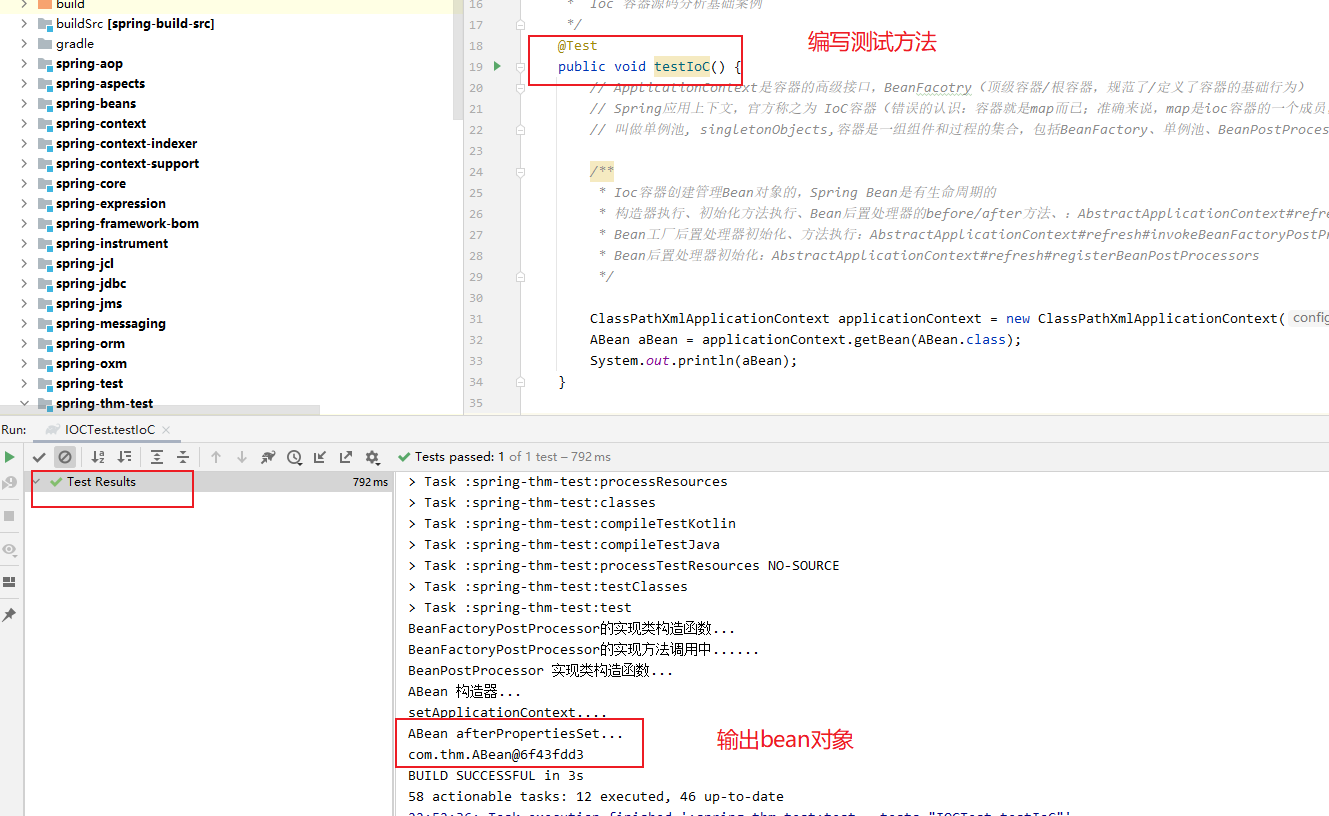 build
buildSrc [spring-build-src]
gradle
spring-aop
spring-aspects
spring-beans
spring-context
spring-context-indexer
spring-context-support
spring-core
spring-expression
spring-framework-bom
spring-instrument
spring-jcl
spring-jdbc
spring-jms
spring-messaging
spring-orm
spring-oxm
spring-test
spring-thm-test
16 * Ioc 容器源码分析基础案例
17 */
18 @Test
编写测试方法
19 public void testIoC() {
20 // ApplicationContext是容器的高级接口，BeanFacotry（顶级容器/根容器，规范了/定义了容器的基础行为）
21 // Spring应用上下文，官方称之为 IoC容器（错误的认识：容器就是map而已；准确来说，map是ioc容器的一个成员，
22 // 叫做单例池, singletonObjects,容器是一组组件和过程的集合，包括BeanFactory、单例池、BeanPostProces
23
24 /**
25 * Ioc容器创建管理Bean对象的，Spring Bean是有生命周期的
26 * 构造器执行、初始化方法执行、Bean后置处理器的before/after方法、：AbstractApplicationContext#refre
27 * Bean工厂后置处理器初始化、方法执行：AbstractApplicationContext#refresh#invokeBeanFactoryPostPr
28 * Bean后置处理器初始化：AbstractApplicationContext#refresh#registerBeanPostProcessors
29 */
30
31 ClassPathXmlApplicationContext applicationContext = new ClassPathXmlApplicationContext( config
32 ABean aBean = applicationContext.getBean(ABean.class);
33 System.out.println(aBean);
34 }
35
Run: IOCTest.testIoC
Tests passed: 1 of 1 test – 792 ms
Test Results 792 ms
> Task :spring-thm-test:processResources
> Task :spring-thm-test:classes
> Task :spring-thm-test:compileTestKotlin
> Task :spring-thm-test:compileTestJava
> Task :spring-thm-test:processTestResources NO-SOURCE
> Task :spring-thm-test:testClasses
> Task :spring-thm-test:test
BeanFactoryPostProcessor的实现类构造函数...
BeanFactoryPostProcessor的实现方法调用中......
BeanPostProcessor 实现类构造函数...
ABean 构造器...
setApplicationContext....
ABean afterPropertiesSet...
输出bean对象
com.thm.ABean@6f43fdd3
BUILD SUCCESSFUL in 3s
58 actionable tasks: 12 executed, 46 up-to-date